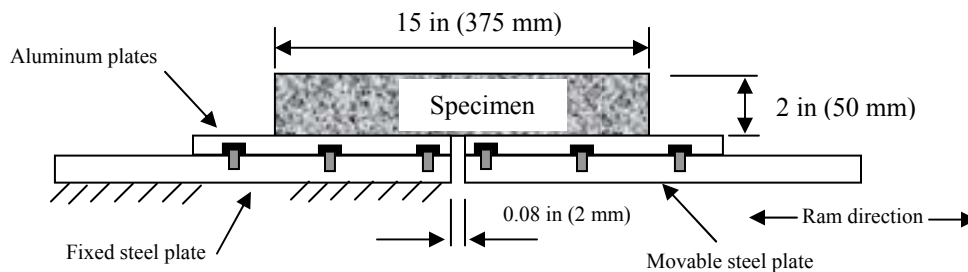 15 in (375 mm)
Aluminum plates
Specimen
2 in (50 mm)
0.08 in (2 mm)
Ram direction
Fixed steel plate
Movable steel plate